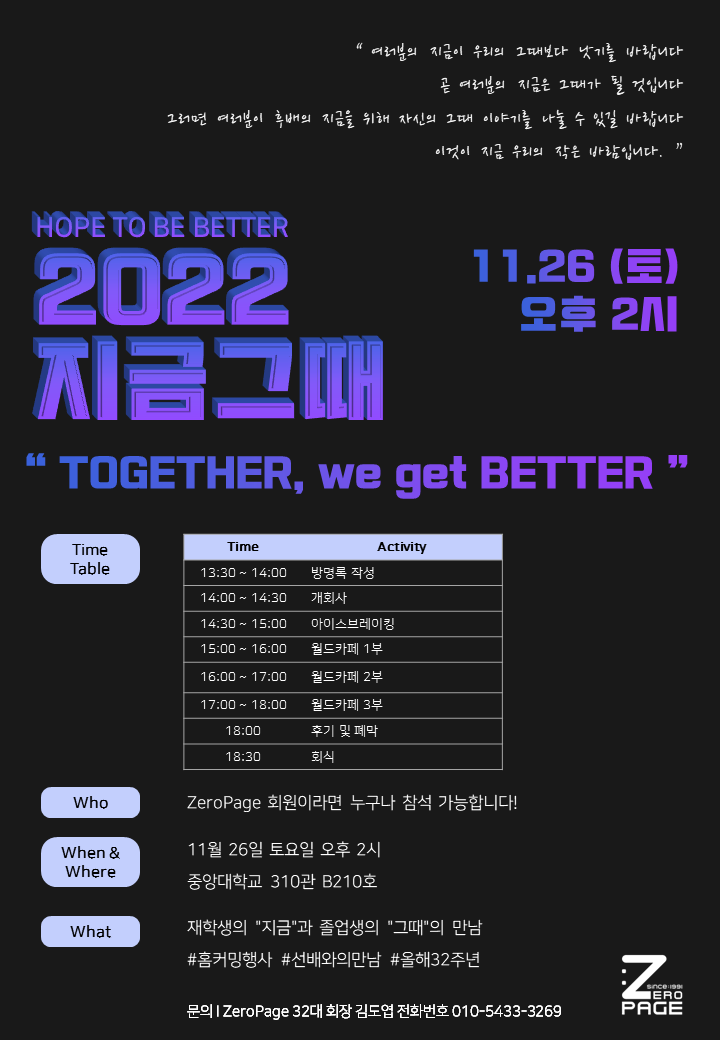 “ 여러분의 지금이 우리의 그때보다 낫기를 바랍니다
곧 여러분의 지금은 그때가 될 것입니다
그러면 여러분이 후배의 지금을 위해 자신의 그때 이야기를 나눌 수 있길 바랍니다
이것이 지금 우리의 작은 바람입니다. ”
HOPE TO BE BETTER
2022
지금그때
11.26 (토)
오후 2시
“ TOGETHER, we get BETTER ”
Time
Table
Time Activity
13:30 ~ 14:00 방명록 작성
14:00 ~ 14:30 개회사
14:30 ~ 15:00 아이스브레이킹
15:00 ~ 16:00 월드카페 1부
16:00 ~ 17:00 월드카페 2부
17:00 ~ 18:00 월드카페 3부
18:00 후기 및 폐막
18:30 회식
Who
ZeroPage 회원이라면 누구나 참석 가능합니다!
When &
Where
11월 26일 토요일 오후 2시
중앙대학교 310관 B210호
What
재학생의 "지금"과 졸업생의 "그때"의 만남
#홈커밍행사 #선배와의만남 #올해32주년
문의 I ZeroPage 32대 회장 김도엽 전화번호 010-5433-3269
since 1991
ZERO
PAGE